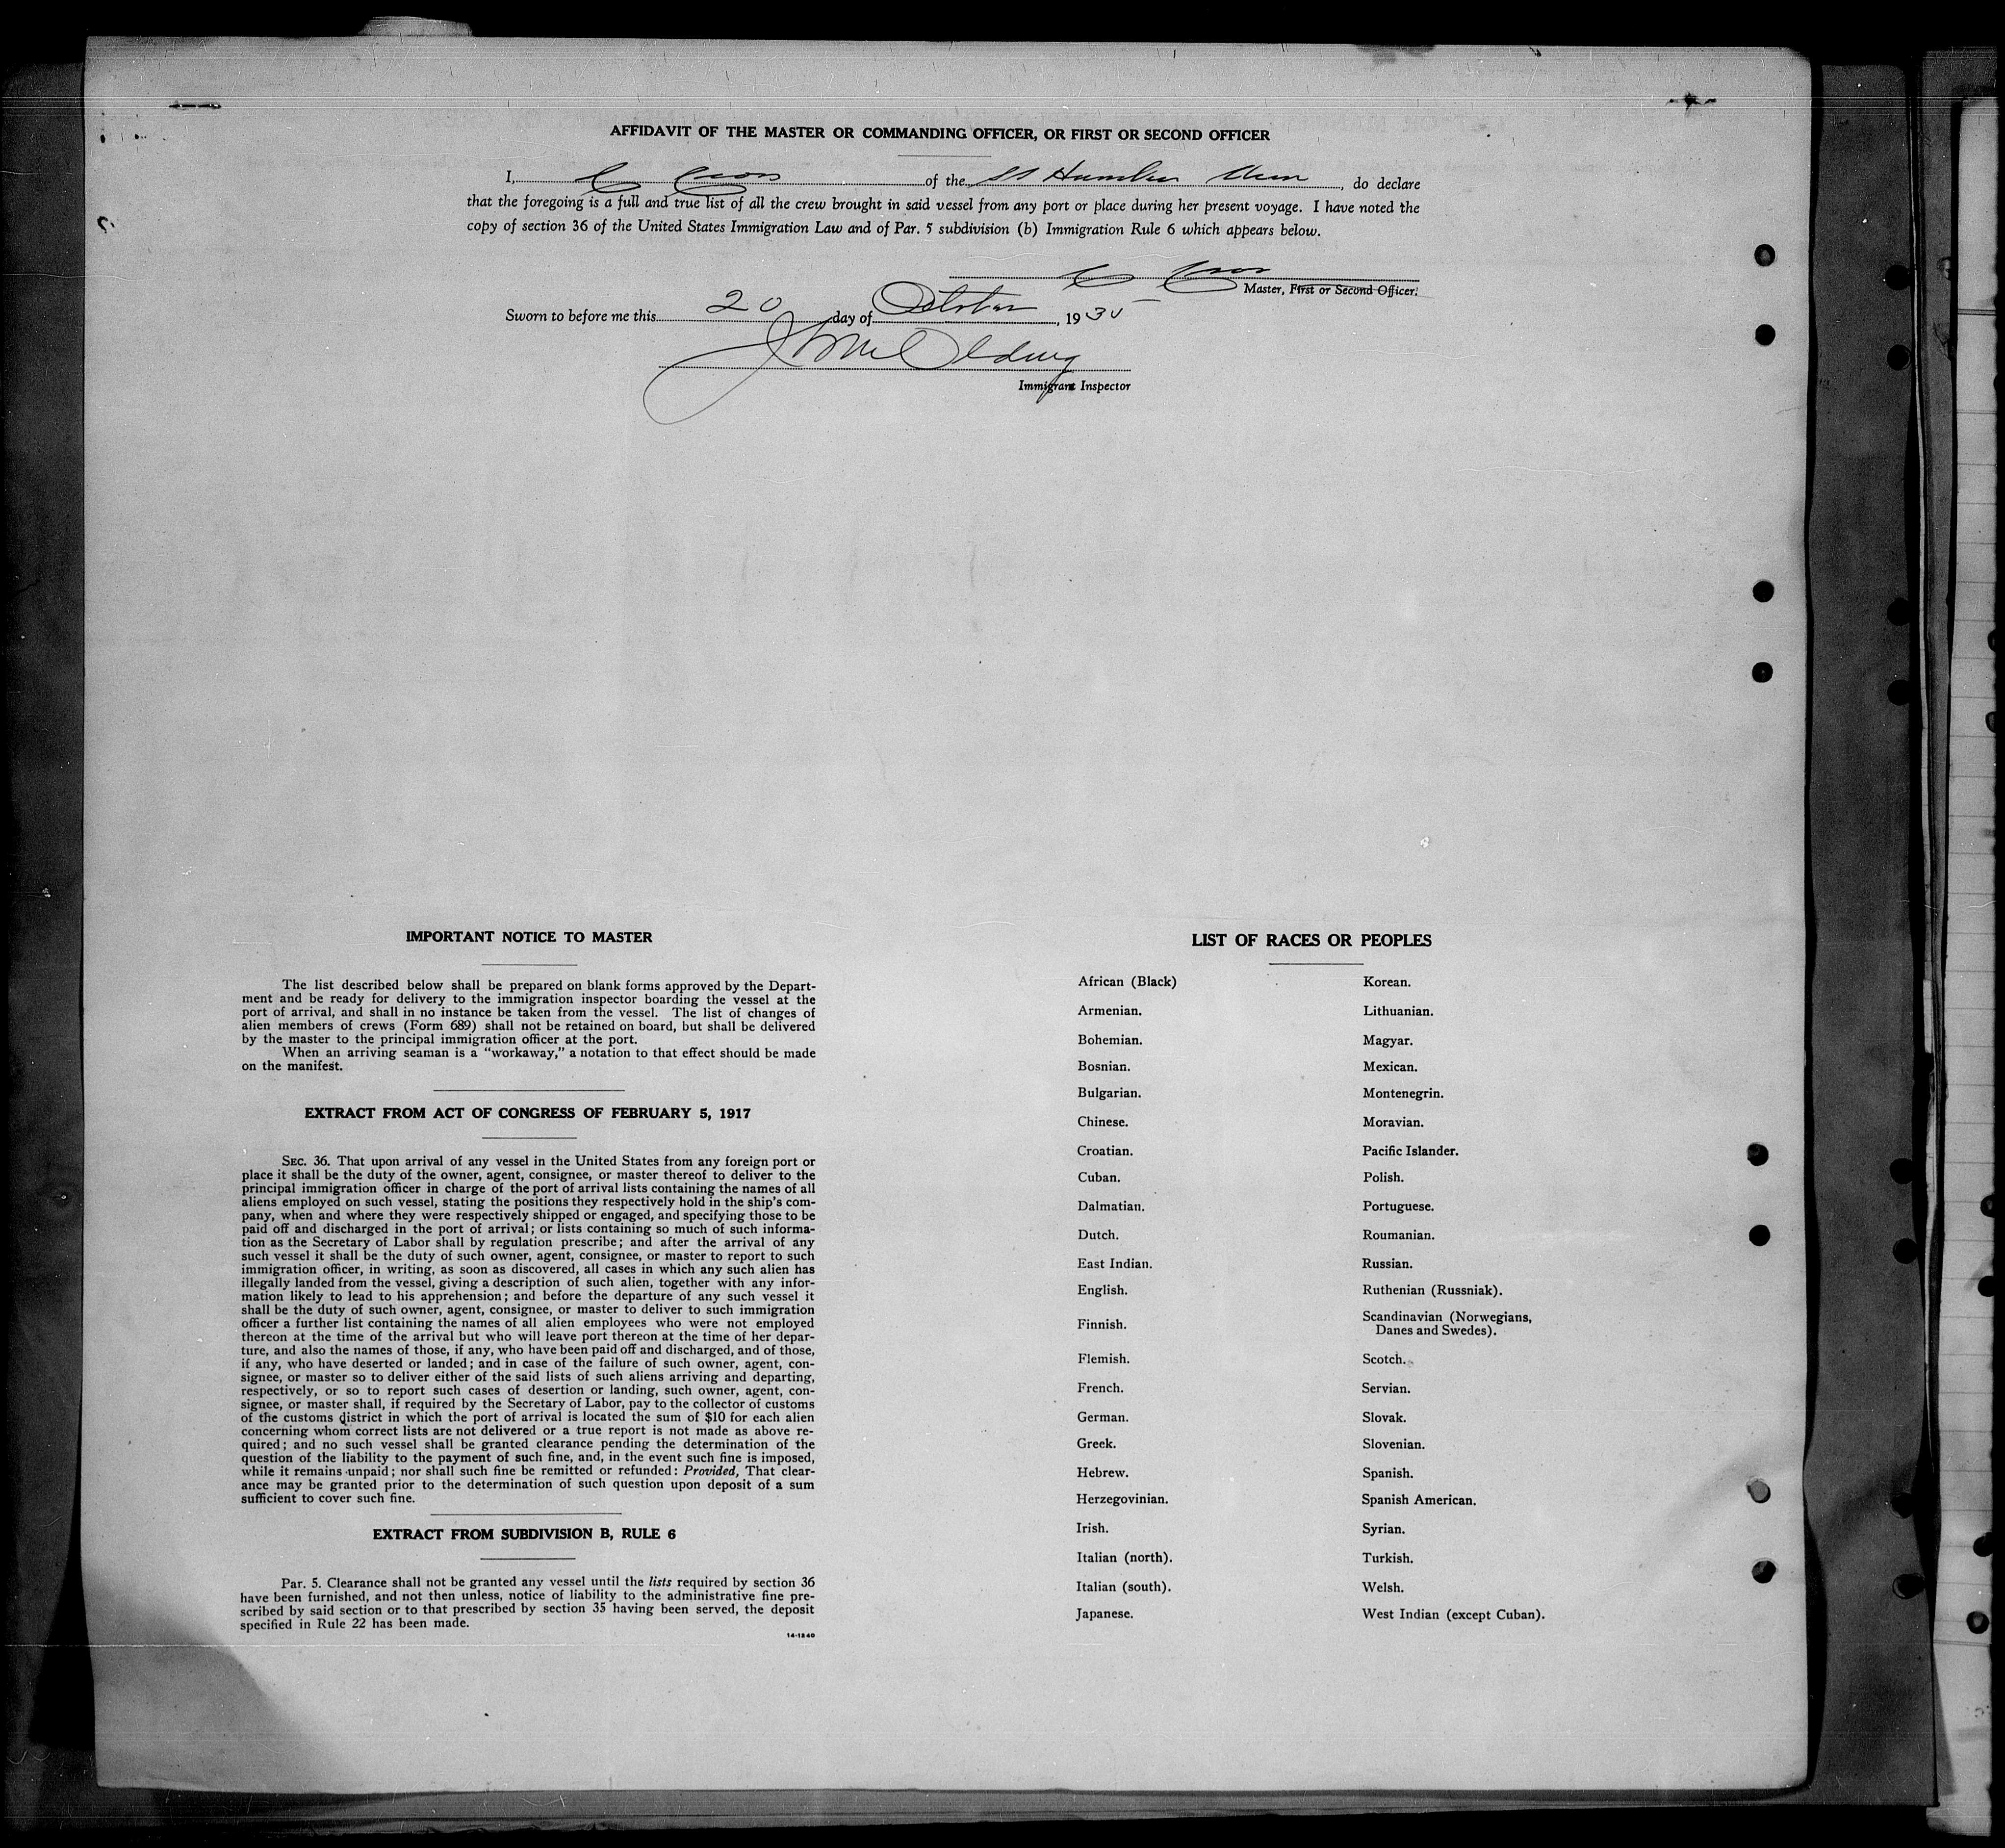 AFFIDAVIT OF THE MASTER OR COMMANDING OFFICER, OR FIRST OR SECOND OFFICER
I, of the SS Humber Arm, do declare
that the foregoing is a full and true list of all the crew brought in said vessel from any port or place during her present voyage. I have noted the
copy of section 36 of the United States Immigration Law and of Par. 5 subdivision (b) Immigration Rule 6 which appears below.
Master, First or Second Officer.
Sworn to before me this 20 day of October, 19
Immigrant Inspector
IMPORTANT NOTICE TO MASTER
The list described below shall be prepared on blank forms approved by the Depart-
ment and be ready for delivery to the immigration inspector boarding the vessel at the
port of arrival, and shall in no instance be taken from the vessel. The list of changes of
alien members of crews (Form 689) shall not be retained on board, but shall be delivered
by the master to the principal immigration officer at the port.
When an arriving seaman is a "workaway," a notation to that effect should be made
on the manifest.
EXTRACT FROM ACT OF CONGRESS OF FEBRUARY 5, 1917
SEC. 36. That upon arrival of any vessel in the United States from any foreign port or
place it shall be the duty of the owner, agent, consignee, or master thereof to deliver to the
principal immigration officer in charge of the port of arrival lists containing the names of all
aliens employed on such vessel, stating the positions they respectively hold in the ship's com-
pany, when and where they were respectively shipped or engaged, and specifying those to be
paid off and discharged in the port of arrival; or lists containing so much of such informa-
tion as the Secretary of Labor shall by regulation prescribe; and after the arrival of any
such vessel it shall be the duty of such owner, agent, consignee, or master to report to such
immigration officer, in writing, as soon as discovered, all cases in which any such alien has
illegally landed from the vessel, giving a description of such alien, together with any infor-
mation likely to lead to his apprehension; and before the departure of any such vessel it
shall be the duty of such owner, agent, consignee, or master to deliver to such immigration
officer a further list containing the names of all alien employees who were not employed
thereon at the time of the arrival but who will leave port thereon at the time of her depar-
ture, and also the names of those, if any, who have been paid off and discharged, and of those,
if any, who have deserted or landed; and in case of the failure of such owner, agent, con-
signee, or master so to deliver either of the said lists of such aliens arriving and departing,
respectively, or so to report such cases of desertion or landing, such owner, agent, con-
signee, or master shall, if required by the Secretary of Labor, pay to the collector of customs
of the customs district in which the port of arrival is located the sum of $10 for each alien
concerning whom correct lists are not delivered or a true report is not made as above re-
quired; and no such vessel shall be granted clearance pending the determination of the
question of the liability to the payment of such fine, and, in the event such fine is imposed,
while it remains unpaid; nor shall such fine be remitted or refunded: Provided, That clear-
ance may be granted prior to the determination of such question upon deposit of a sum
sufficient to cover such fine.
EXTRACT FROM SUBDIVISION B, RULE 6
Par. 5. Clearance shall not be granted any vessel until the lists required by section 36
have been furnished, and not then unless, notice of liability to the administrative fine pre-
scribed by said section or to that prescribed by section 35 having been served, the deposit
specified in Rule 22 has been made.
14-1240
LIST OF RACES OR PEOPLES
African (Black)
Armenian.
Bohemian.
Bosnian.
Bulgarian.
Chinese.
Croatian.
Cuban.
Dalmatian.
Dutch.
East Indian.
English.
Finnish.
Flemish.
French.
German.
Greek.
Hebrew.
Herzegovinian.
Irish.
Italian (north).
Italian (south).
Japanese.
Korean.
Lithuanian.
Magyar.
Mexican.
Montenegrin.
Moravian.
Pacific Islander.
Polish.
Portuguese.
Roumanian.
Russian.
Ruthenian (Russniak).
Scandinavian (Norwegians,
Danes and Swedes).
Scotch.
Servian.
Slovak.
Slovenian.
Spanish.
Spanish American.
Syrian.
Turkish.
Welsh.
West Indian (except Cuban).